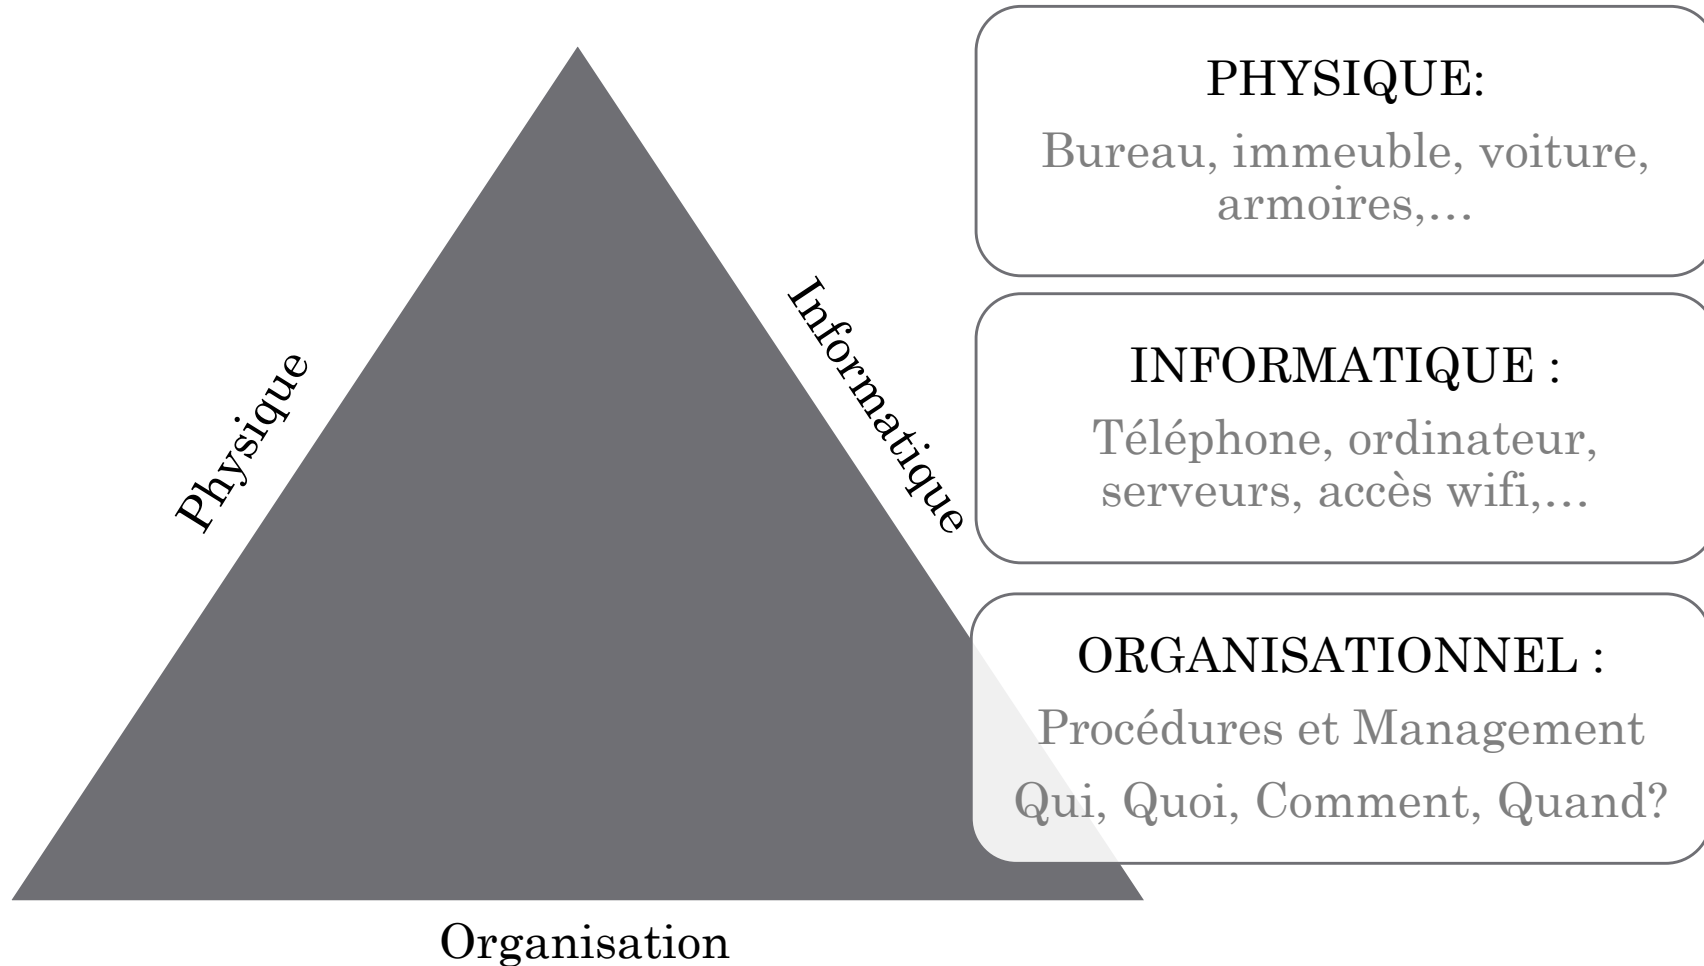 Physique
Informatique
Organisation
PHYSIQUE:
Bureau, immeuble, voiture,
armoires,…
INFORMATIQUE :
Téléphone, ordinateur,
serveurs, accès wifi,…
ORGANISATIONNEL :
Procédures et Management
Qui, Quoi, Comment, Quand?